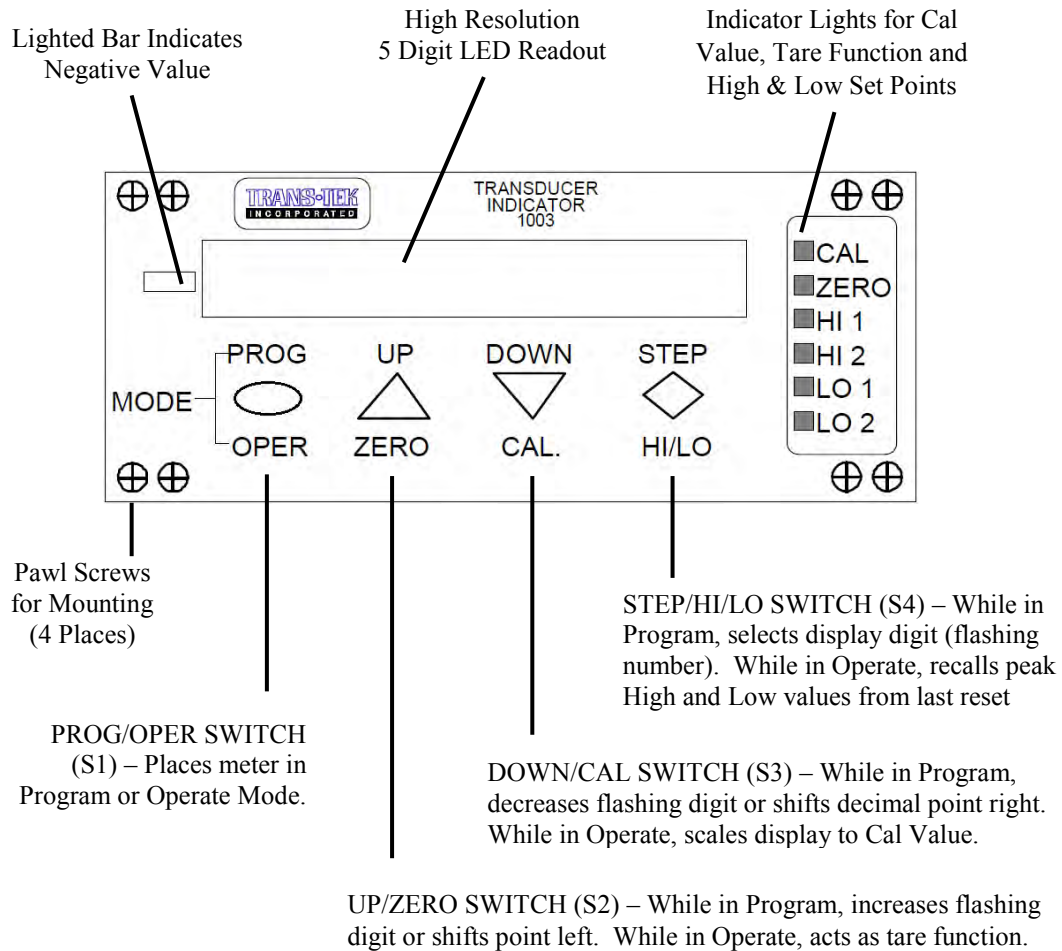 Lighted Bar Indicates
Negative Value
High Resolution
5 Digit LED Readout
Indicator Lights for Cal
Value, Tare Function and
High & Low Set Points
TRANS-TEK
INCORPORATED
TRANSDUCER
INDICATOR
1003
CAL
ZERO
HI 1
HI 2
LO 1
LO 2
MODE
PROG
UP
DOWN
STEP
OPER
ZERO
CAL.
HI/LO
Pawl Screws
for Mounting
(4 Places)
STEP/HI/LO SWITCH (S4) – While in
Program, selects display digit (flashing
number). While in Operate, recalls peak
High and Low values from last reset
PROG/OPER SWITCH
(S1) – Places meter in
Program or Operate Mode.
DOWN/CAL SWITCH (S3) – While in Program,
decreases flashing digit or shifts decimal point right.
While in Operate, scales display to Cal Value.
UP/ZERO SWITCH (S2) – While in Program, increases flashing
digit or shifts point left. While in Operate, acts as tare function.